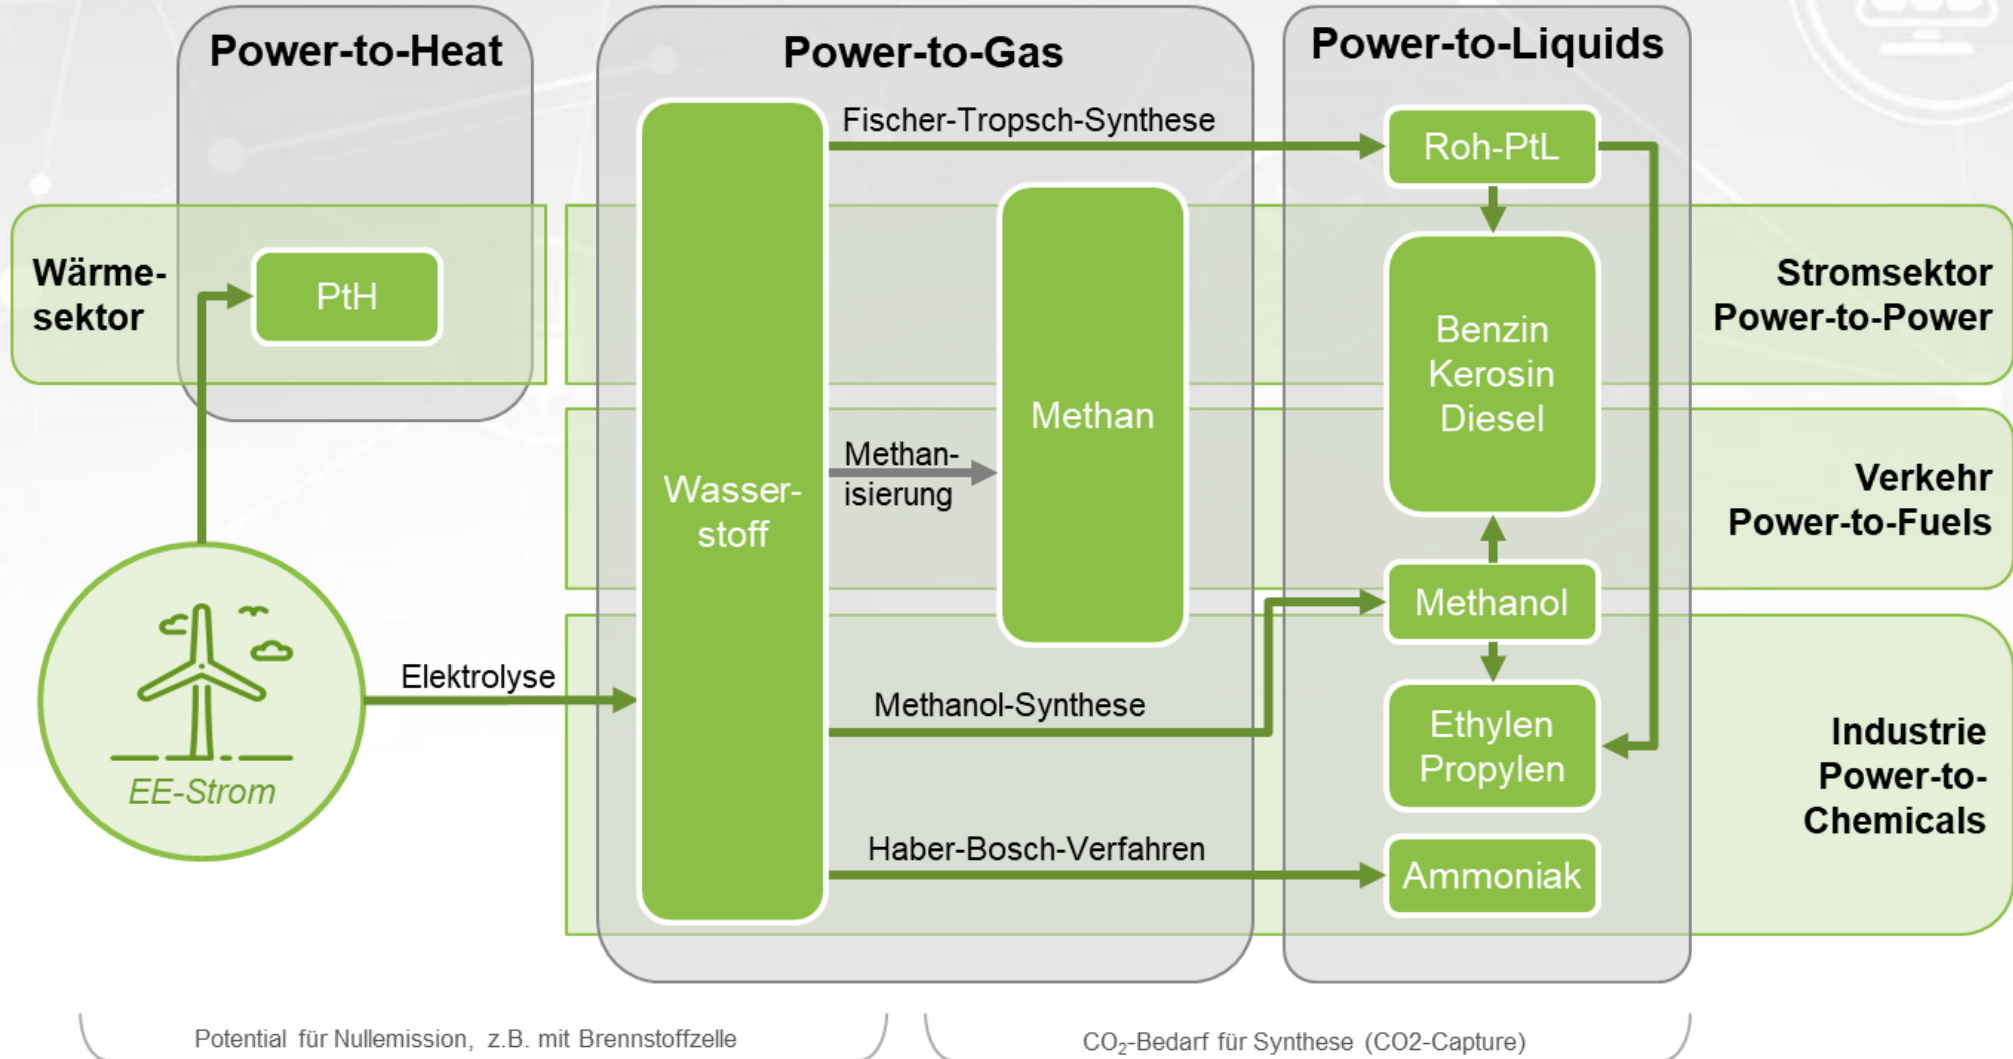 Power-to-Heat
Power-to-Gas
Power-to-Liquids
Fischer-Tropsch-Synthese
Roh-PtL
Wärme-
sektor
PtH
Stromsektor
Power-to-Power
Benzin
Kerosin
Diesel
Methan
Methan-
isierung
Wasser-
stoff
Verkehr
Power-to-Fuels
Methanol
Elektrolyse
Methanol-Synthese
Ethylen
Propylen
Industrie
Power-to-
Chemicals
EE-Strom
Haber-Bosch-Verfahren
Ammoniak
Potential für Nullemission, z.B. mit Brennstoffzelle
CO₂-Bedarf für Synthese (CO2-Capture)